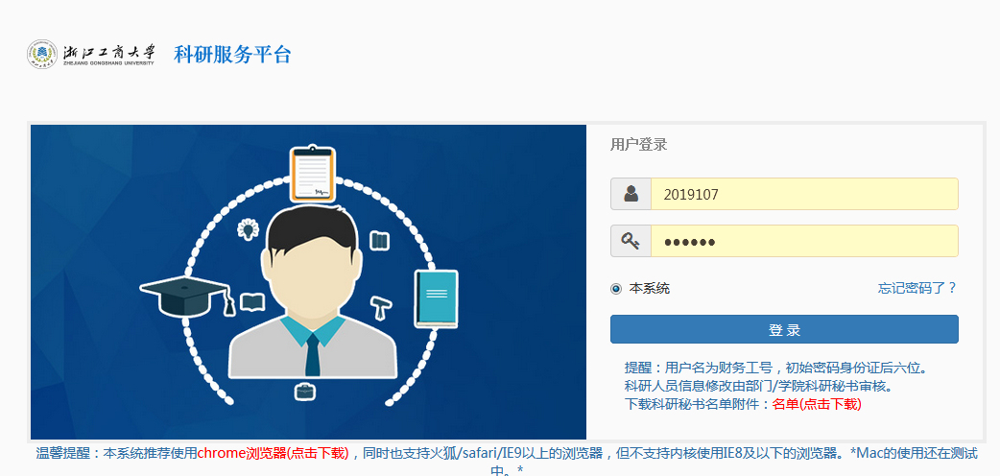 浙江工商大学
ZHEJIANG GONGSHANG UNIVERSITY
科研服务平台
用户登录
2019107
••••••
本系统
忘记密码了？
登 录
提醒：用户名为财务工号，初始密码身份证后六位。
科研人员信息修改由部门/学院科研秘书审核。
下载科研秘书名单附件：名单(点击下载)
温馨提醒：本系统推荐使用chrome浏览器(点击下载)，同时也支持火狐/safari/IE9以上的浏览器，但不支持内核使用IE8及以下的浏览器。*Mac的使用还在测试
中。*